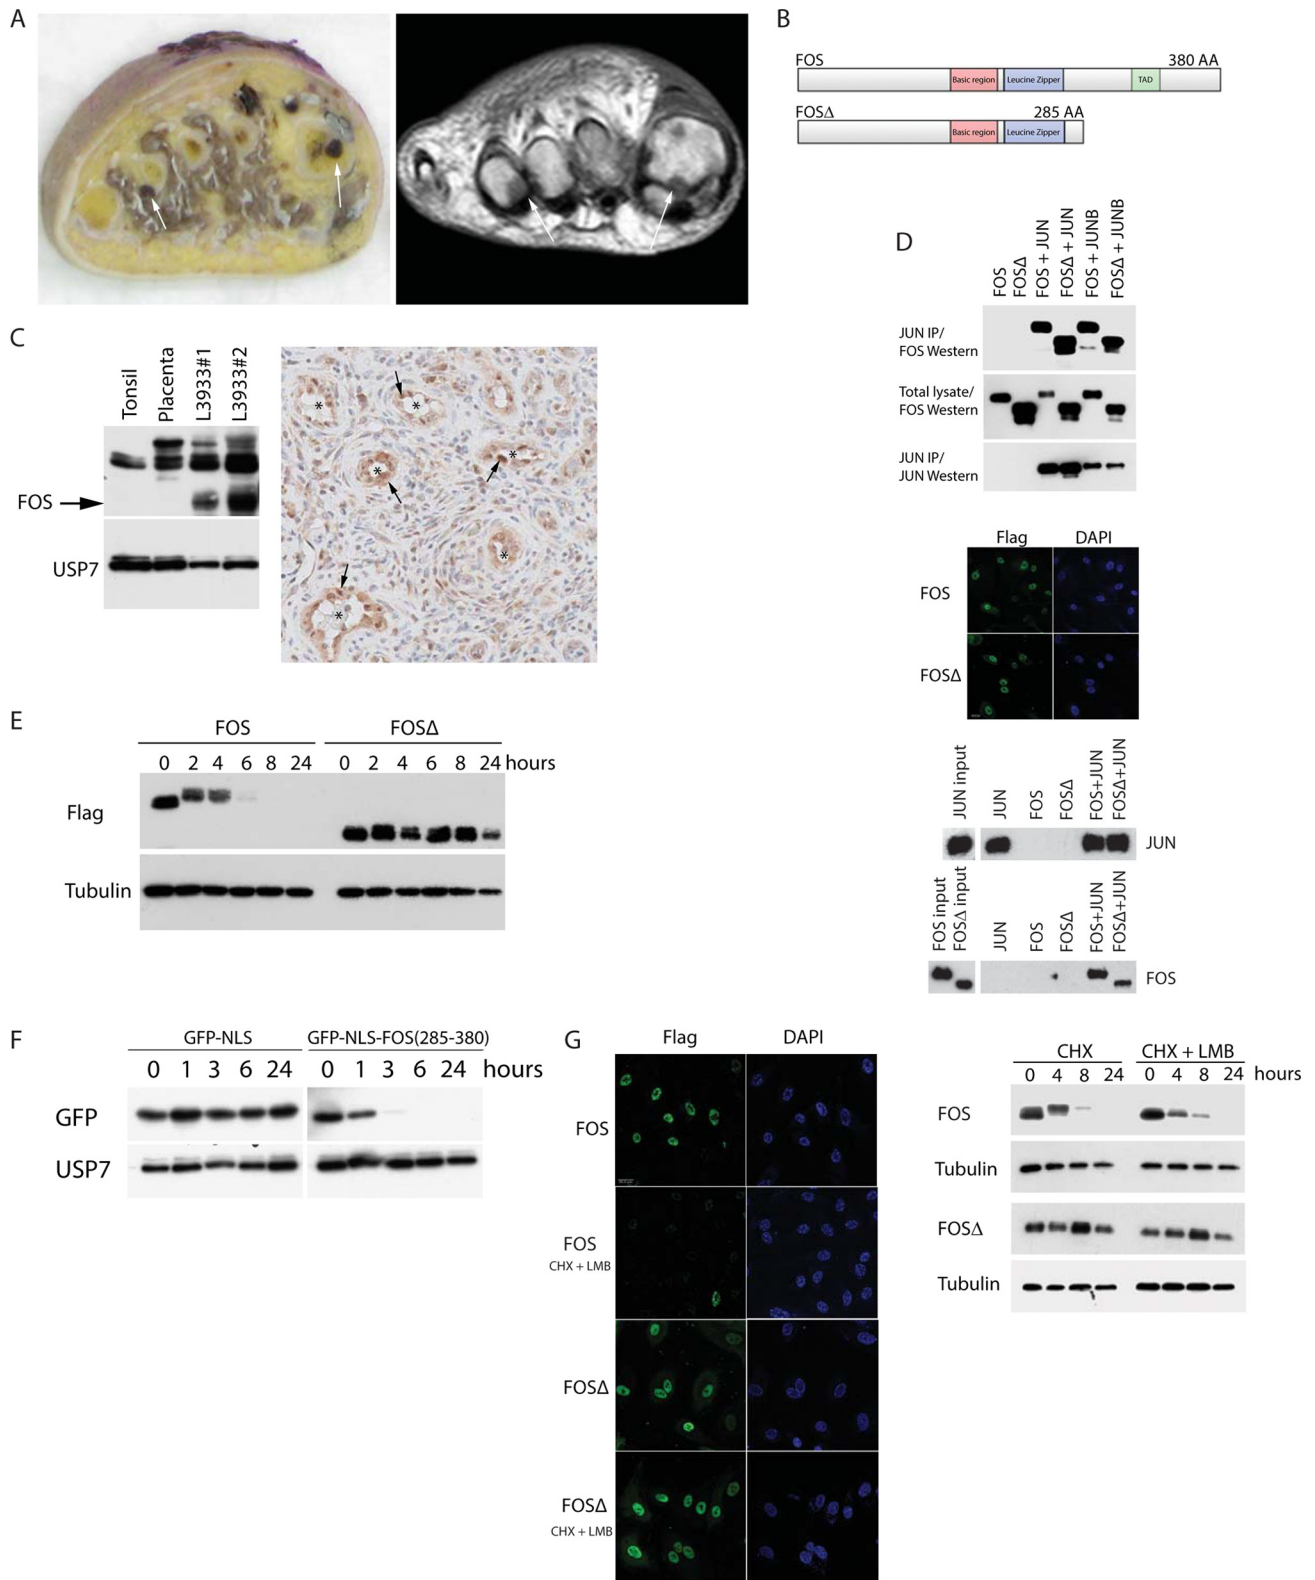 A
B
FOS 380 AA
Basic region Leucine Zipper TAD
FOSΔ 285 AA
Basic region Leucine Zipper
C
Tonsil
Placenta
L3933#1
L3933#2
FOS
USP7
* * * * * *
D
FOS
FOSΔ
FOS + JUN
FOSΔ + JUN
FOS + JUNB
FOSΔ + JUNB
JUN IP/
FOS Western
Total lysate/
FOS Western
JUN IP/
JUN Western
Flag DAPI
FOS
FOSΔ
JUN input
JUN
FOS
FOSΔ
FOS+JUN
FOSΔ+JUN
JUN
FOS input
FOSΔ input
JUN
FOS
FOSΔ
FOS+JUN
FOSΔ+JUN
FOS
E
FOS FOSΔ
0 2 4 6 8 24 0 2 4 6 8 24 hours
Flag
Tubulin
F
GFP-NLS GFP-NLS-FOS(285-380)
0 1 3 6 24 0 1 3 6 24 hours
GFP
USP7
G
Flag DAPI
FOS
FOS
CHX + LMB
FOSΔ
FOSΔ
CHX + LMB
CHX CHX + LMB
0 4 8 24 0 4 8 24 hours
FOS
Tubulin
FOSΔ
Tubulin